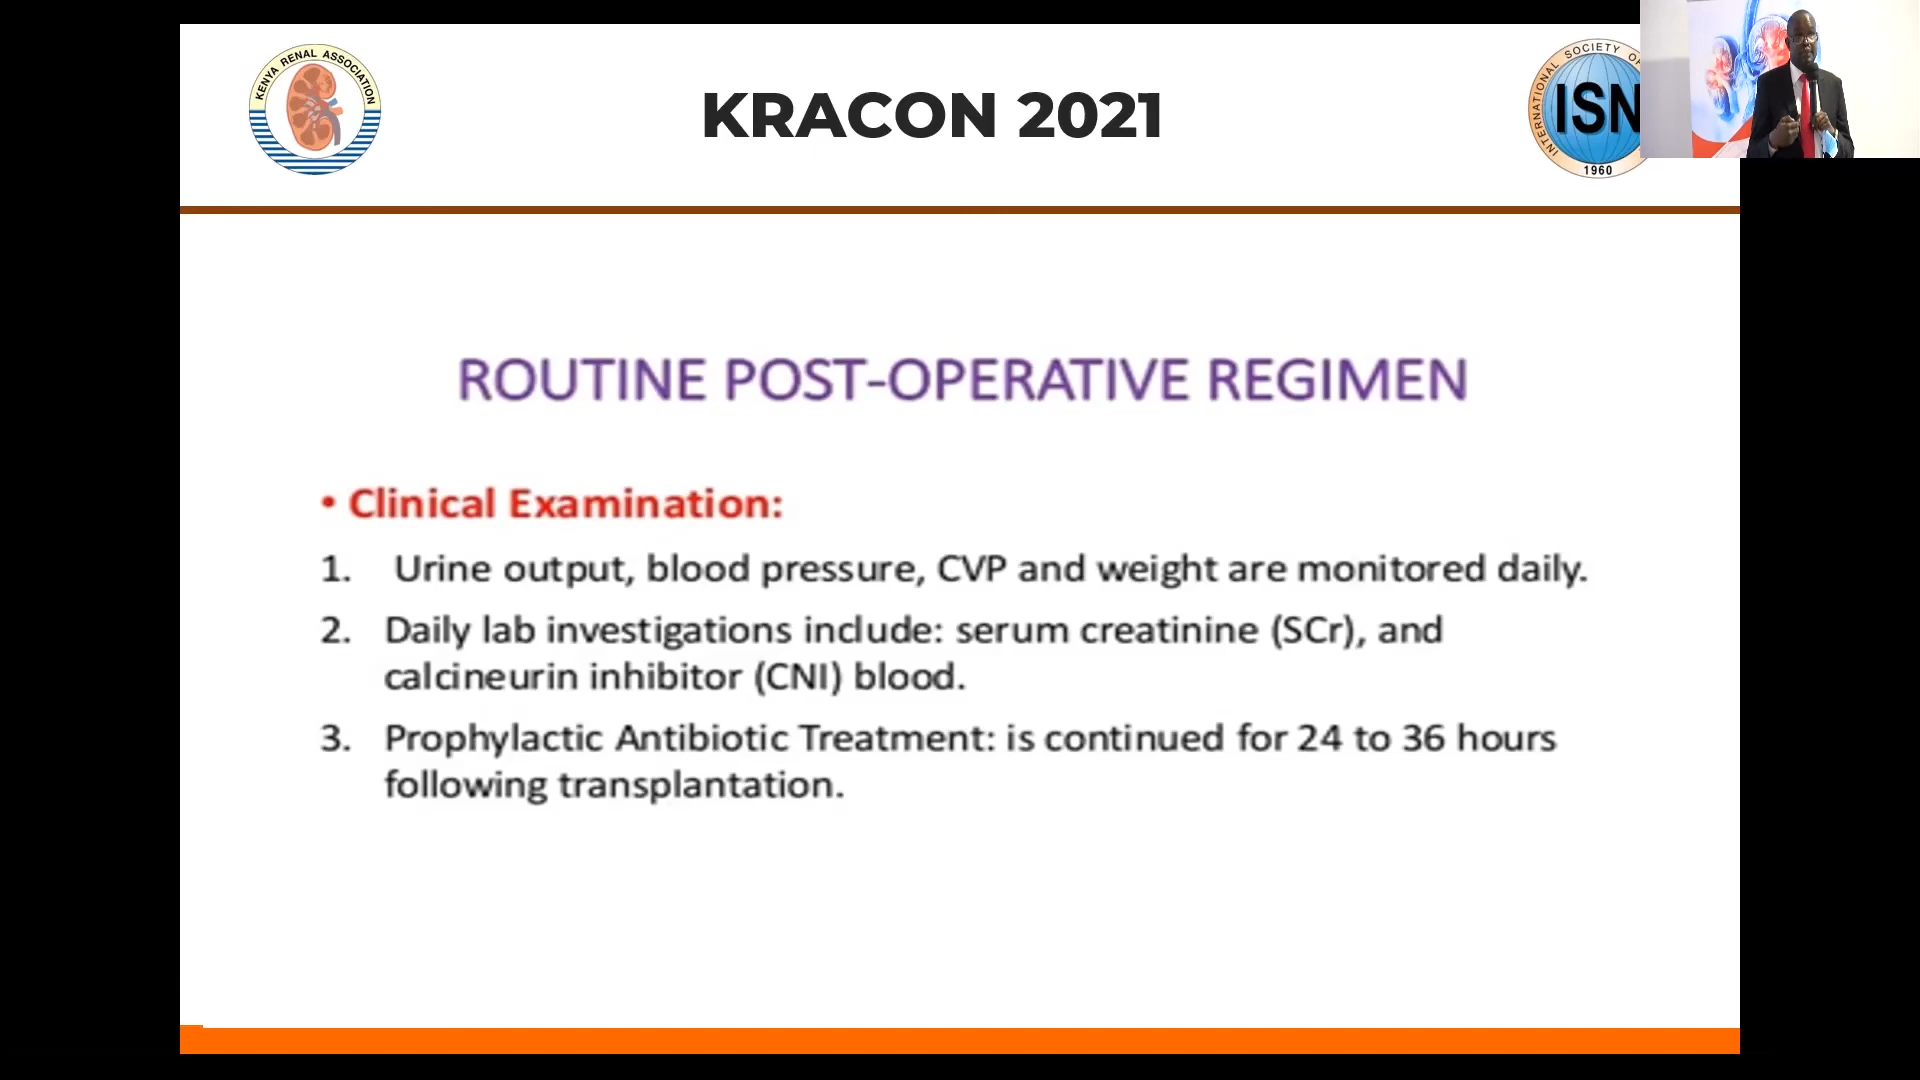 KENYA RENAL ASSOCIATION
KRACON 2021
INTERNATIONAL SOCIETY OF
ISN
1960
ROUTINE POST-OPERATIVE REGIMEN
• Clinical Examination:
1. Urine output, blood pressure, CVP and weight are monitored daily.
2. Daily lab investigations include: serum creatinine (SCr), and
calcineurin inhibitor (CNI) blood.
3. Prophylactic Antibiotic Treatment: is continued for 24 to 36 hours
following transplantation.